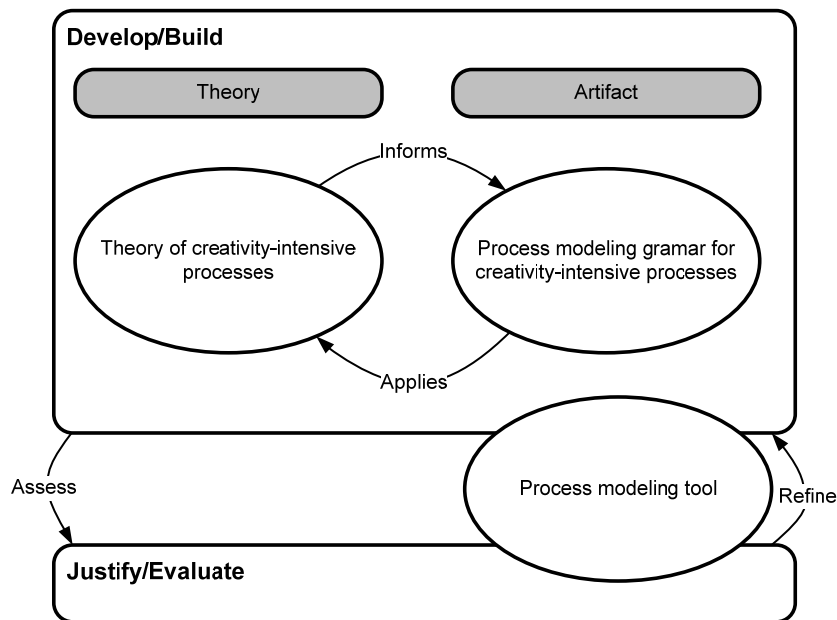 Develop/Build
Theory
Artifact
Informs
Theory of creativity-intensive
processes
Process modeling gramar for
creativity-intensive processes
Applies
Assess
Process modeling tool
Refine
Justify/Evaluate